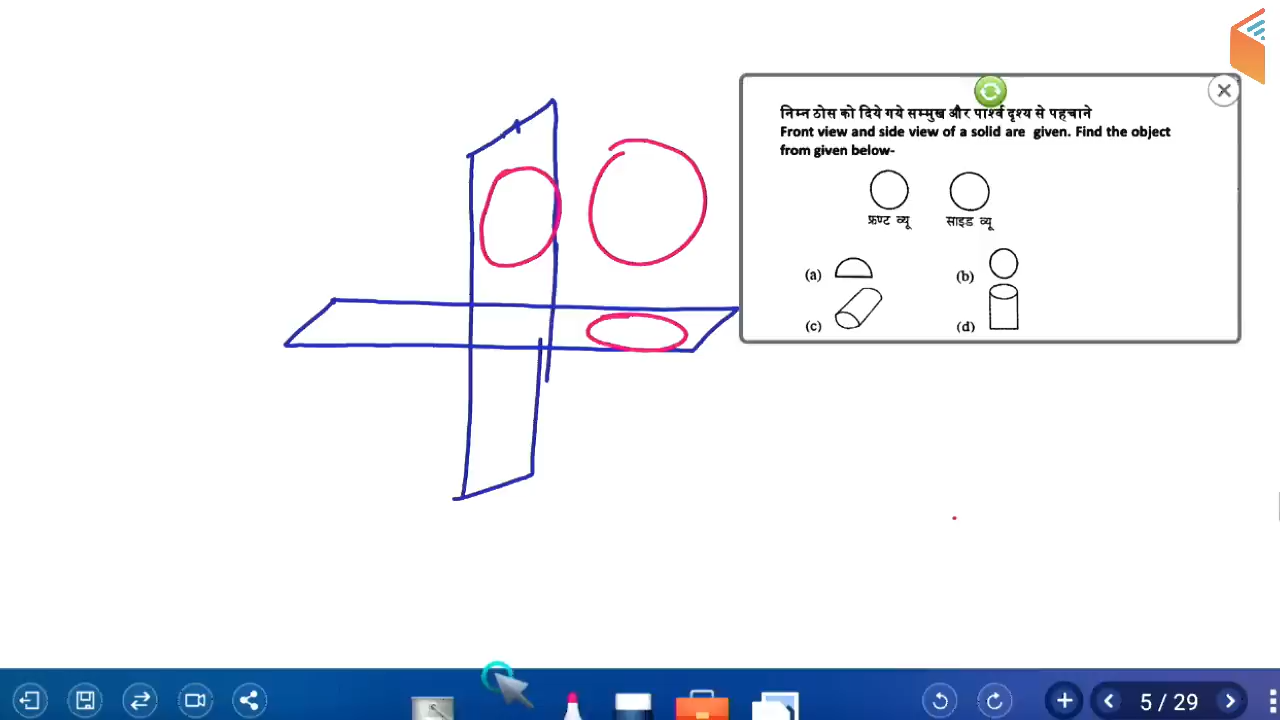 निम्न ठोस को दिये गये सम्मुख और पार्श्व दृश्य से पहचाने
Front view and side view of a solid are given. Find the object
from given below-
फ्रण्ट व्यू साइड व्यू
(a) (b)
(c) (d)
5 / 29